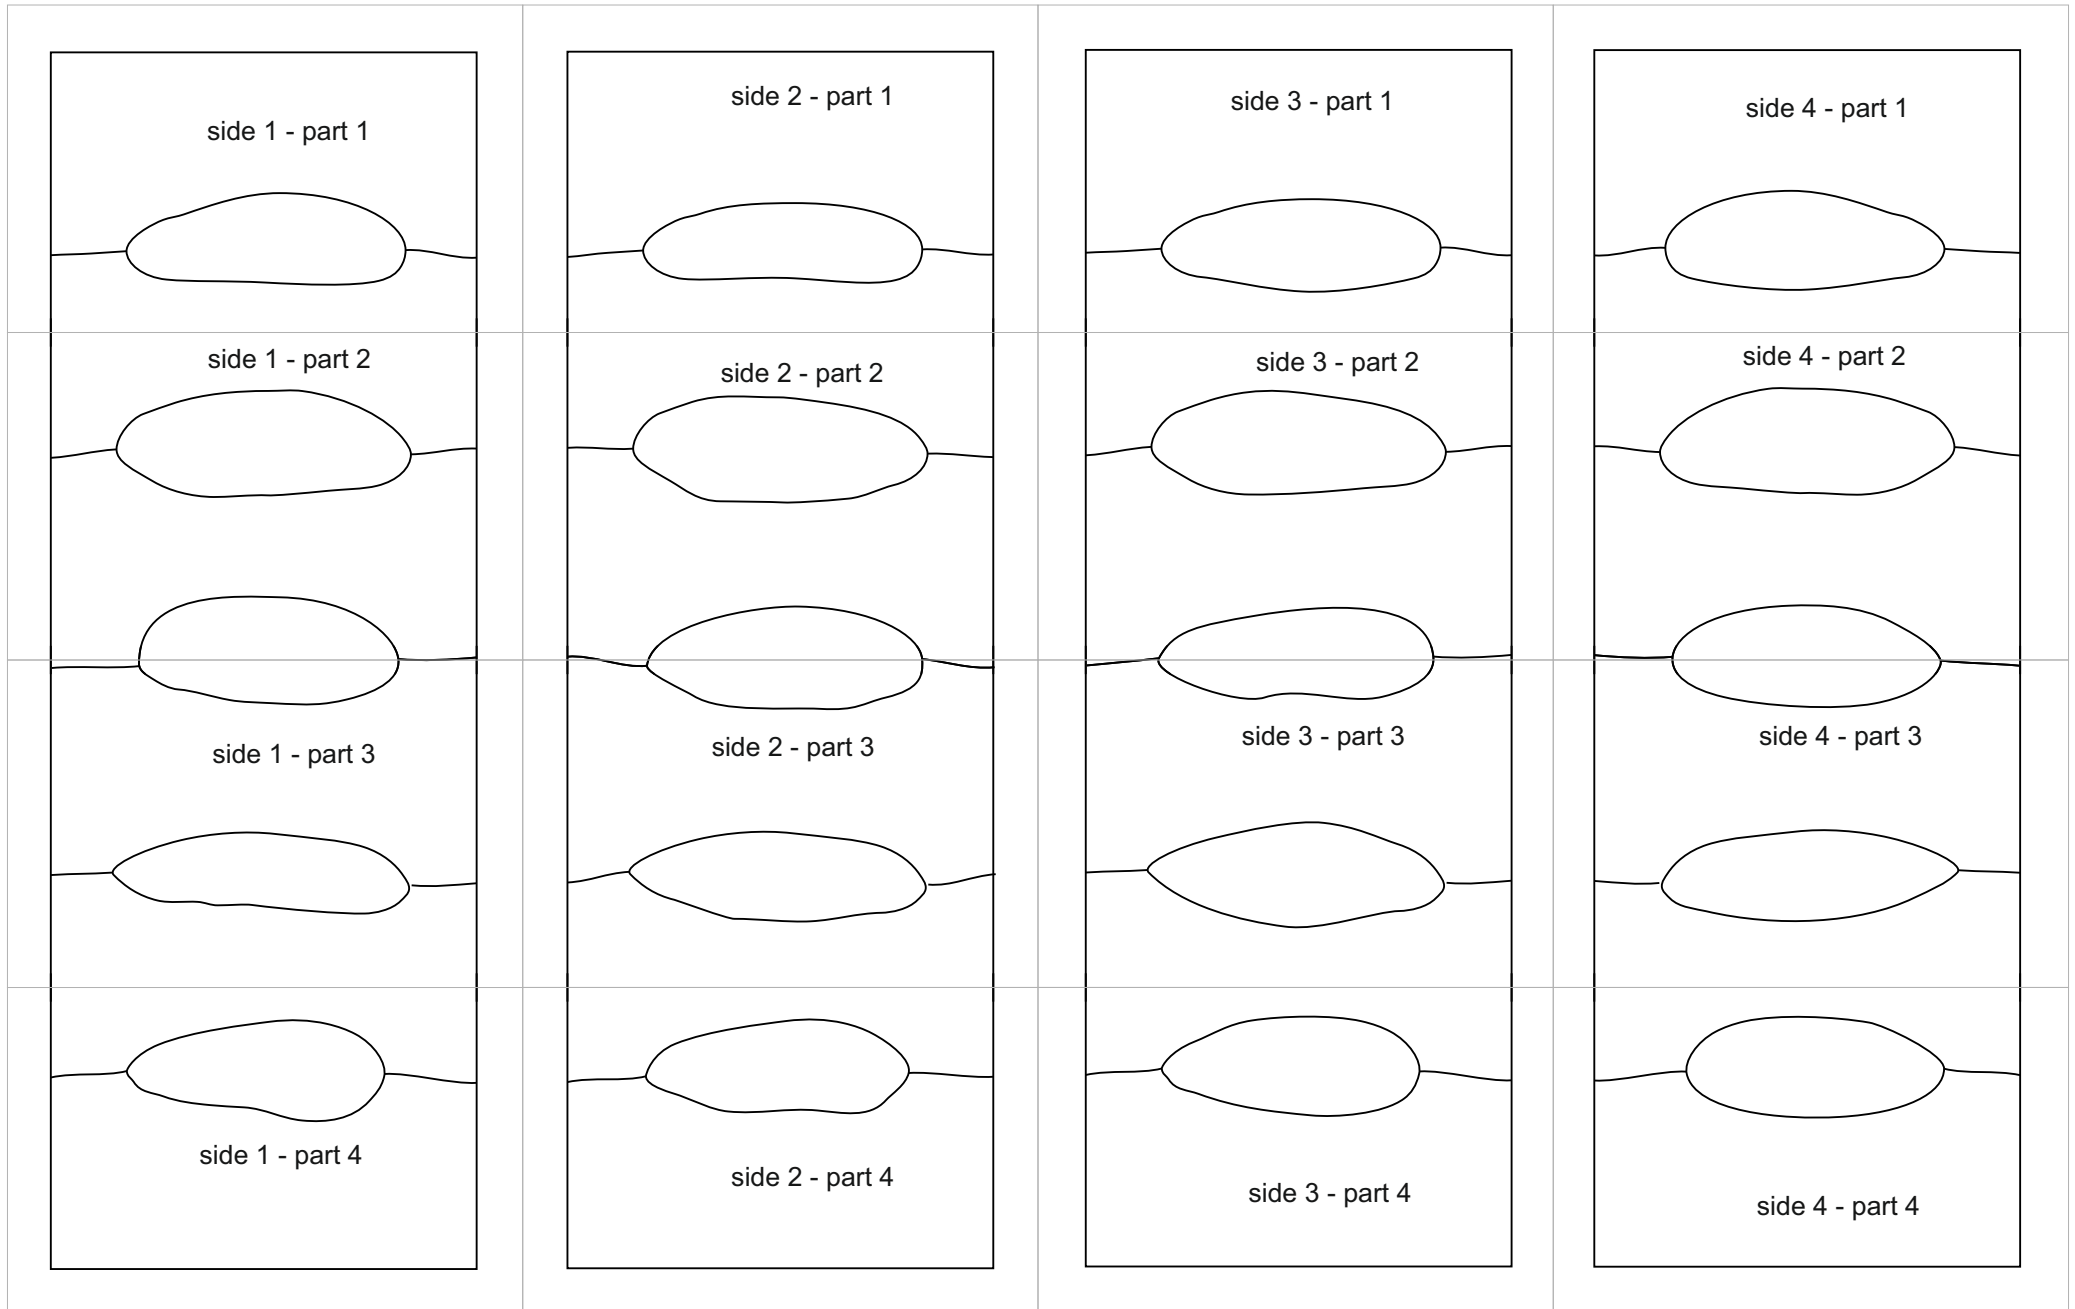 side 1 - part 1
side 2 - part 1
side 3 - part 1
side 4 - part 1
side 1 - part 2
side 2 - part 2
side 3 - part 2
side 4 - part 2
side 1 - part 3
side 2 - part 3
side 3 - part 3
side 4 - part 3
side 1 - part 4
side 2 - part 4
side 3 - part 4
side 4 - part 4